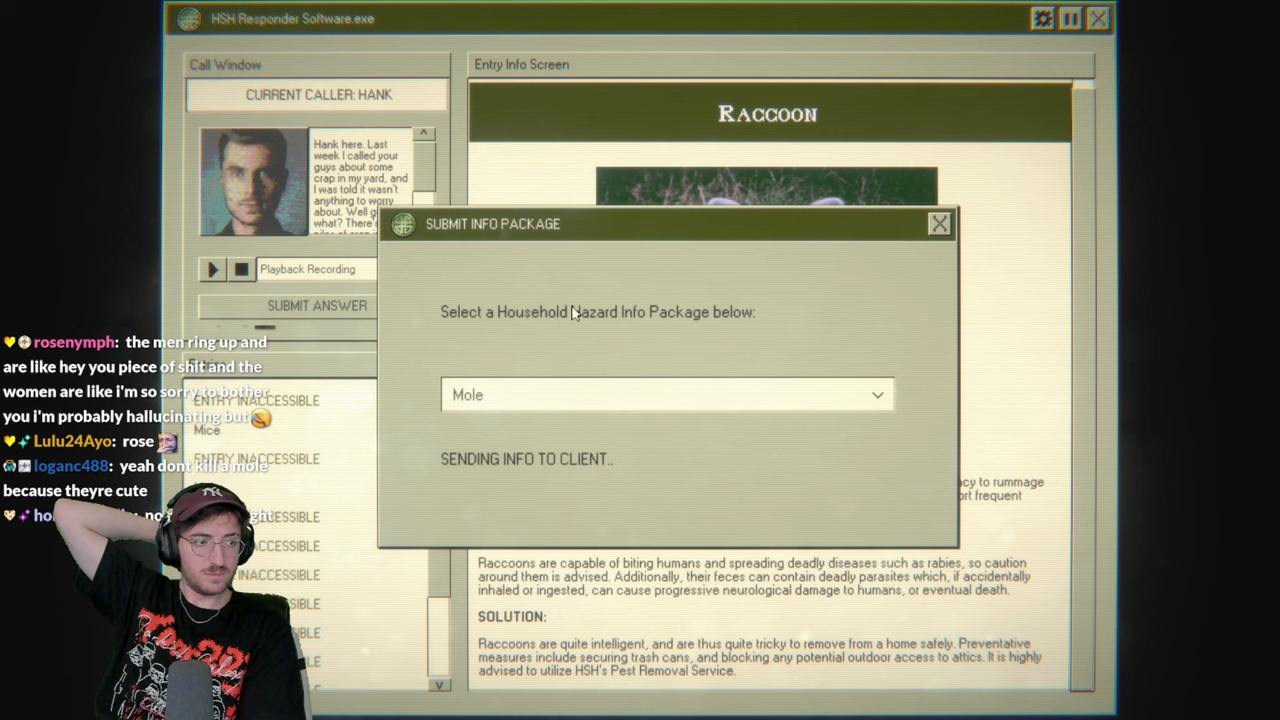 HSH Responder Software.exe
Call Window
CURRENT CALLER: HANK
Hank here. Last
week I called your
guys about some
crap in my yard, and
I was told it wasn't
anything to worry
about. Well g
what? There's
Playback Recording
SUBMIT ANSWER
Entry Info Screen
RACCOON
SUBMIT INFO PACKAGE
Select a Household Hazard Info Package below:
Mole
SENDING INFO TO CLIENT..
rosenymph: the men ring up and
are like hey you piece of shit and the
women are like i'm so sorry to bother
you i'm probably hallucinating but
Lulu24Ayo: rose
loganc488: yeah dont kill a mole
because theyre cute
ENTRY INACCESSIBLE
Mice
ENTRY INACCESSIBLE
ACCESSIBLE
ACCESSIBLE
INACCESSIBLE
SIBLE
IBLE
acy to rummage
ort frequent
Raccoons are capable of biting humans and spreading deadly diseases such as rabies, so caution
around them is advised. Additionally, their feces can contain deadly parasites which, if accidentally
inhaled or ingested, can cause progressive neurological damage to humans, or eventual death.
SOLUTION:
Raccoons are quite intelligent, and are thus quite tricky to remove from a home safely. Preventative
measures include securing trash cans, and blocking any potential outdoor access to attics. It is highly
advised to utilize HSH's Pest Removal Service.